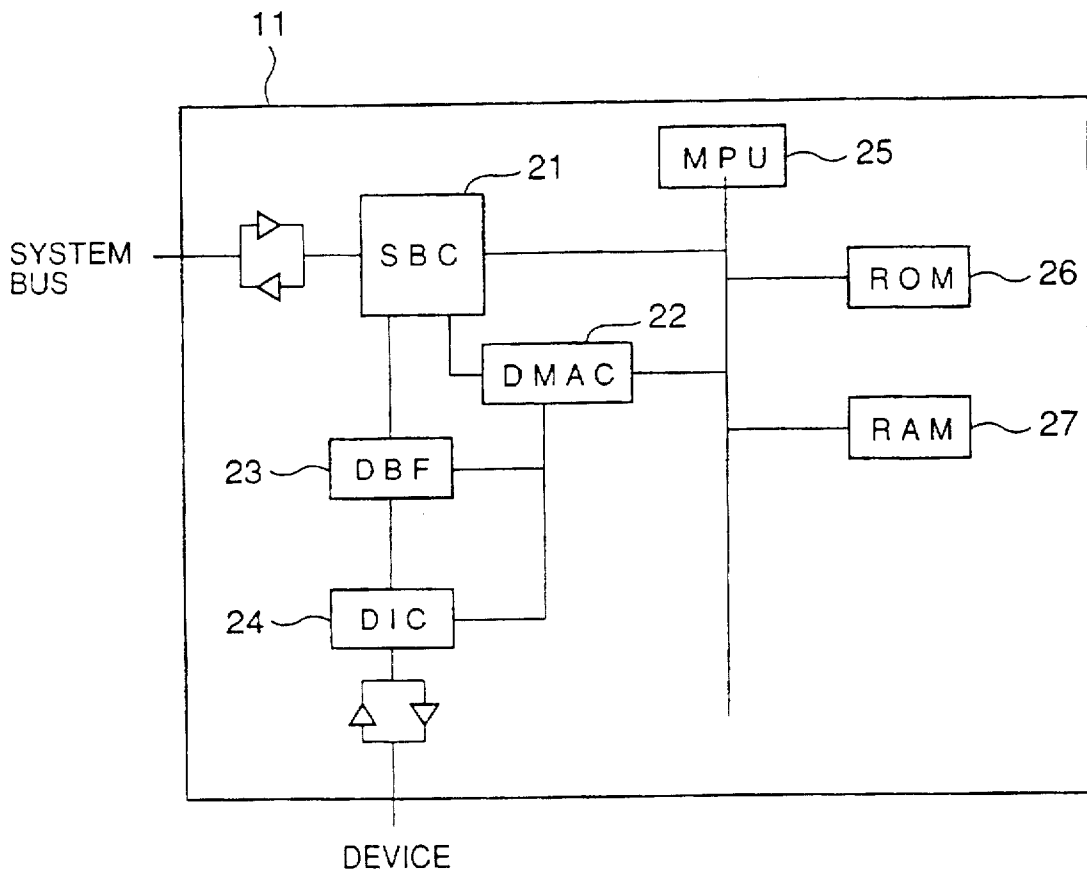 11
MPU
25
21
SYSTEM
BUS
SBC
ROM
26
22
DMAC
RAM
27
23
DBF
24
DIC
DEVICE